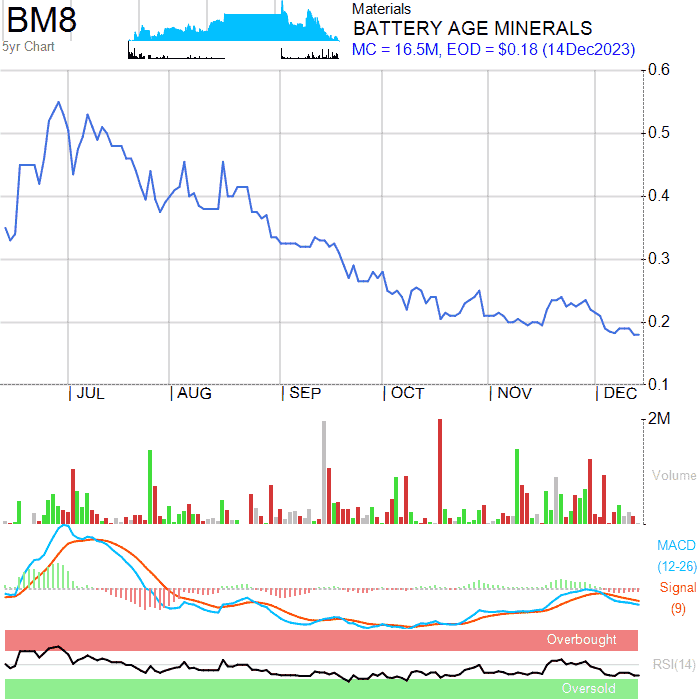 BM8
5yr Chart
Materials
BATTERY AGE MINERALS
MC = 16.5M, EOD = $0.18 (14Dec2023)
0.6
0.5
0.4
0.3
0.2
0.1
JUL AUG SEP OCT NOV DEC
2M
Volume
MACD
(12-26)
Signal
(9)
Overbought
RSI(14)
Oversold